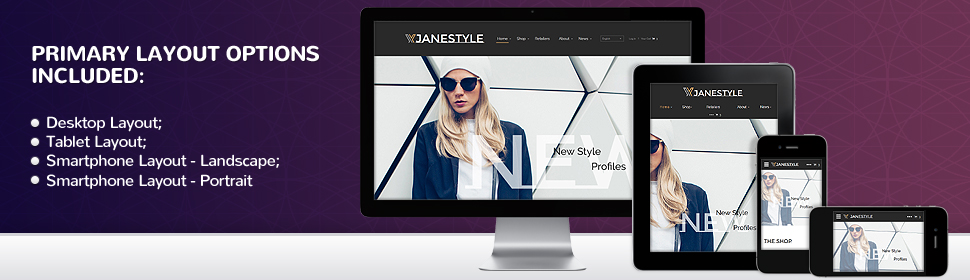 PRIMARY LAYOUT OPTIONS
INCLUDED:
Desktop Layout;
Tablet Layout;
Smartphone Layout - Landscape;
Smartphone Layout - Portrait
JANESTYLE
Home Shop Retailers About News
NEW
New Style
Profiles
JANESTYLE
Home Shop Retailers About News
NEW
New Style
Profiles
JANESTYLE
NEW
New Style
Profiles
THE SHOP
JANESTYLE
New Style
Profiles